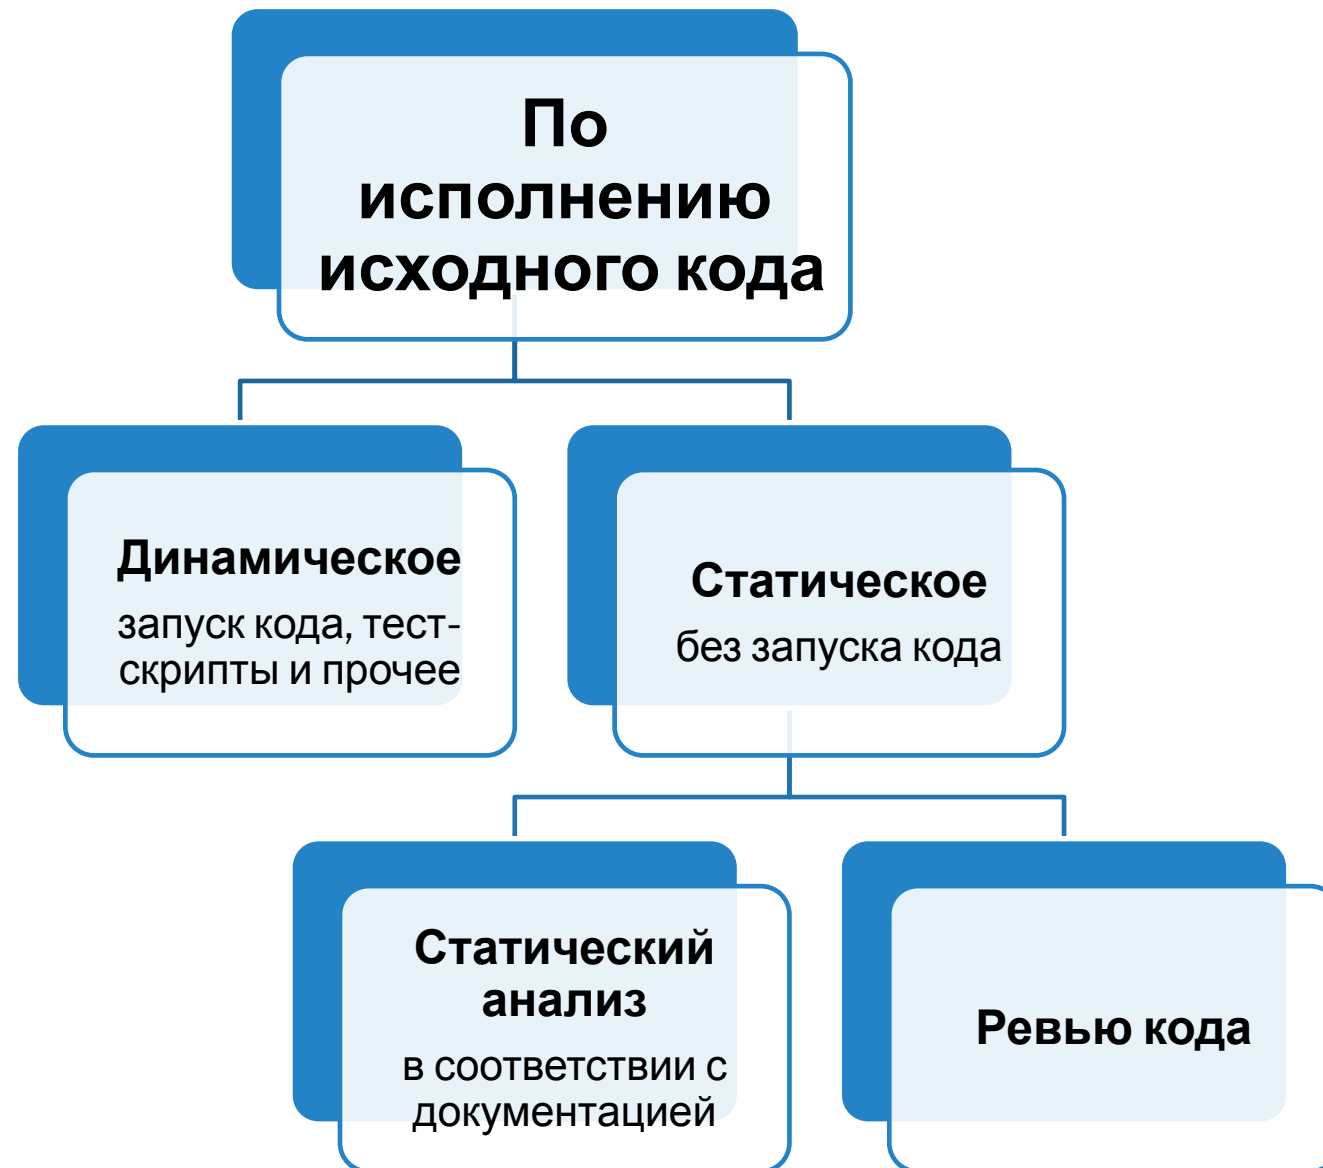 По
исполнению
исходного кода
Динамическое
запуск кода, тест-
скрипты и прочее
Статическое
без запуска кода
Статический
анализ
в соответствии с
документацией
Ревью кода